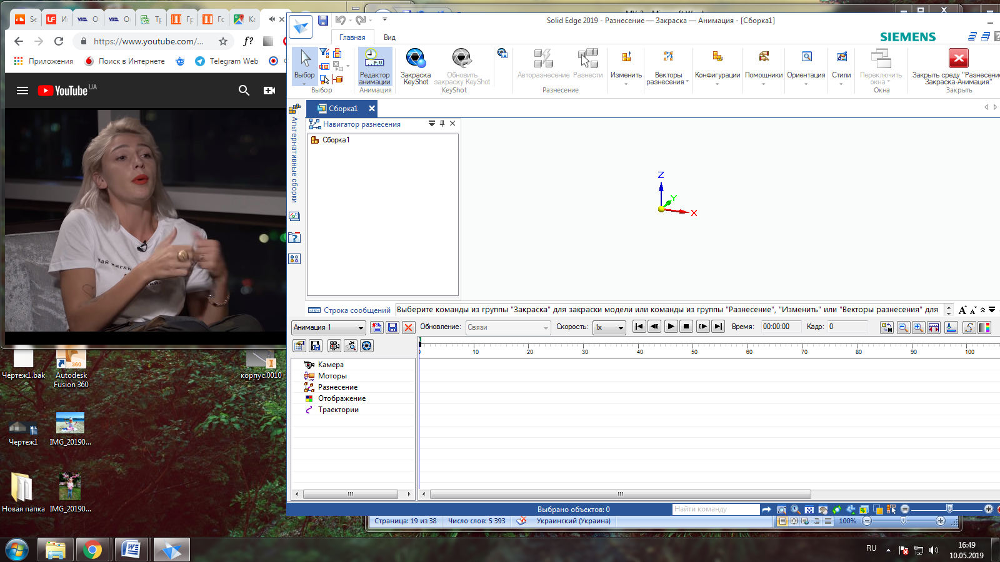 Se
И
О
О
Тр
Гр
Гс
Ка
https://www.youtube.com/...
f?
Приложения
Поиск в Интернете
Telegram Web
YouTube UA
Solid Edge 2019 - Разнесение — Закраска — Анимация - [Сборка1]
Главная
Вид
SIEMENS
Выбор
Редактор анимации
Закраска KeyShot
Обновить закраску KeyShot
Авторазнесение
Разнести
Изменить
Векторы разнесения
Конфигурации
Помощники
Ориентация
Стили
Переключить окна
Закрыть среду "Разнесение
Закраска-Анимация"
Выбор
Анимация
KeyShot
Разнесение
Окна
Закрыть
Альтернативные сборки
Сборка1
Навигатор разнесения
Сборка1
Z
Y
X
Строка сообщений
Выберите команды из группы "Закраска" для закраски модели или команды из группы "Разнесение", "Изменить" или "Векторы разнесения" для
Анимация 1
Обновление:
Связи
Скорость:
1x
Время:
00:00:00
Кадр:
0
10 20 30 40 50 60 70 80 90 100
Камера
Моторы
Разнесение
Отображение
Траектории
Выбрано объектов: 0
Найти команду
Страница: 19 из 38
Число слов: 5 393
Украинский (Украина)
100%
Чертеж1.bak
Autodesk Fusion 360
корпус.0010
Чертеж1
IMG_20190...
Новая папка
IMG_20190...
RU
16:49
10.05.2019